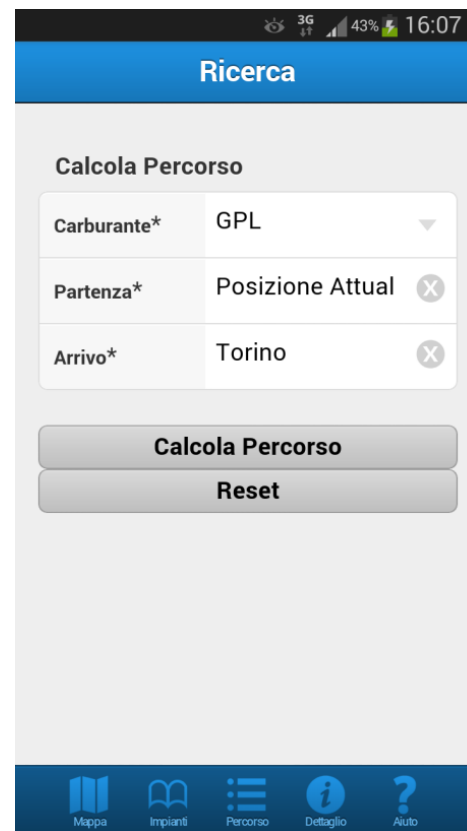 3G 43% 16:07
Ricerca
Calcola Percorso
Carburante* GPL
Partenza* Posizione Attual
Arrivo* Torino
Calcola Percorso
Reset
Mappa Impianti Percorso Dettaglio Aiuto